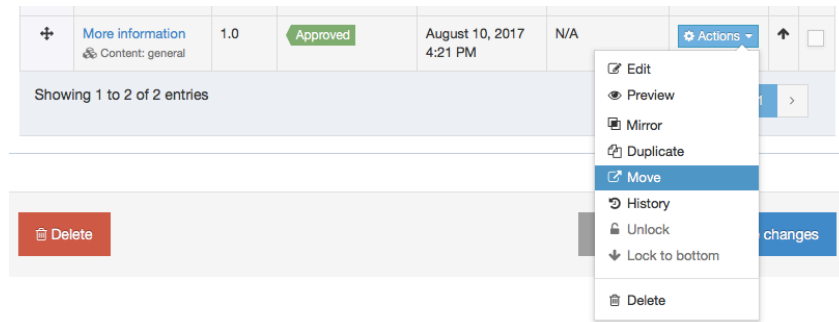 More information
1.0
Approved
August 10, 2017
N/A
Actions
Content: general
4:21 PM
Edit
Showing 1 to 2 of 2 entries
Preview
1
Mirror
Duplicate
Move
History
Delete
Unlock
changes
Lock to bottom
Delete